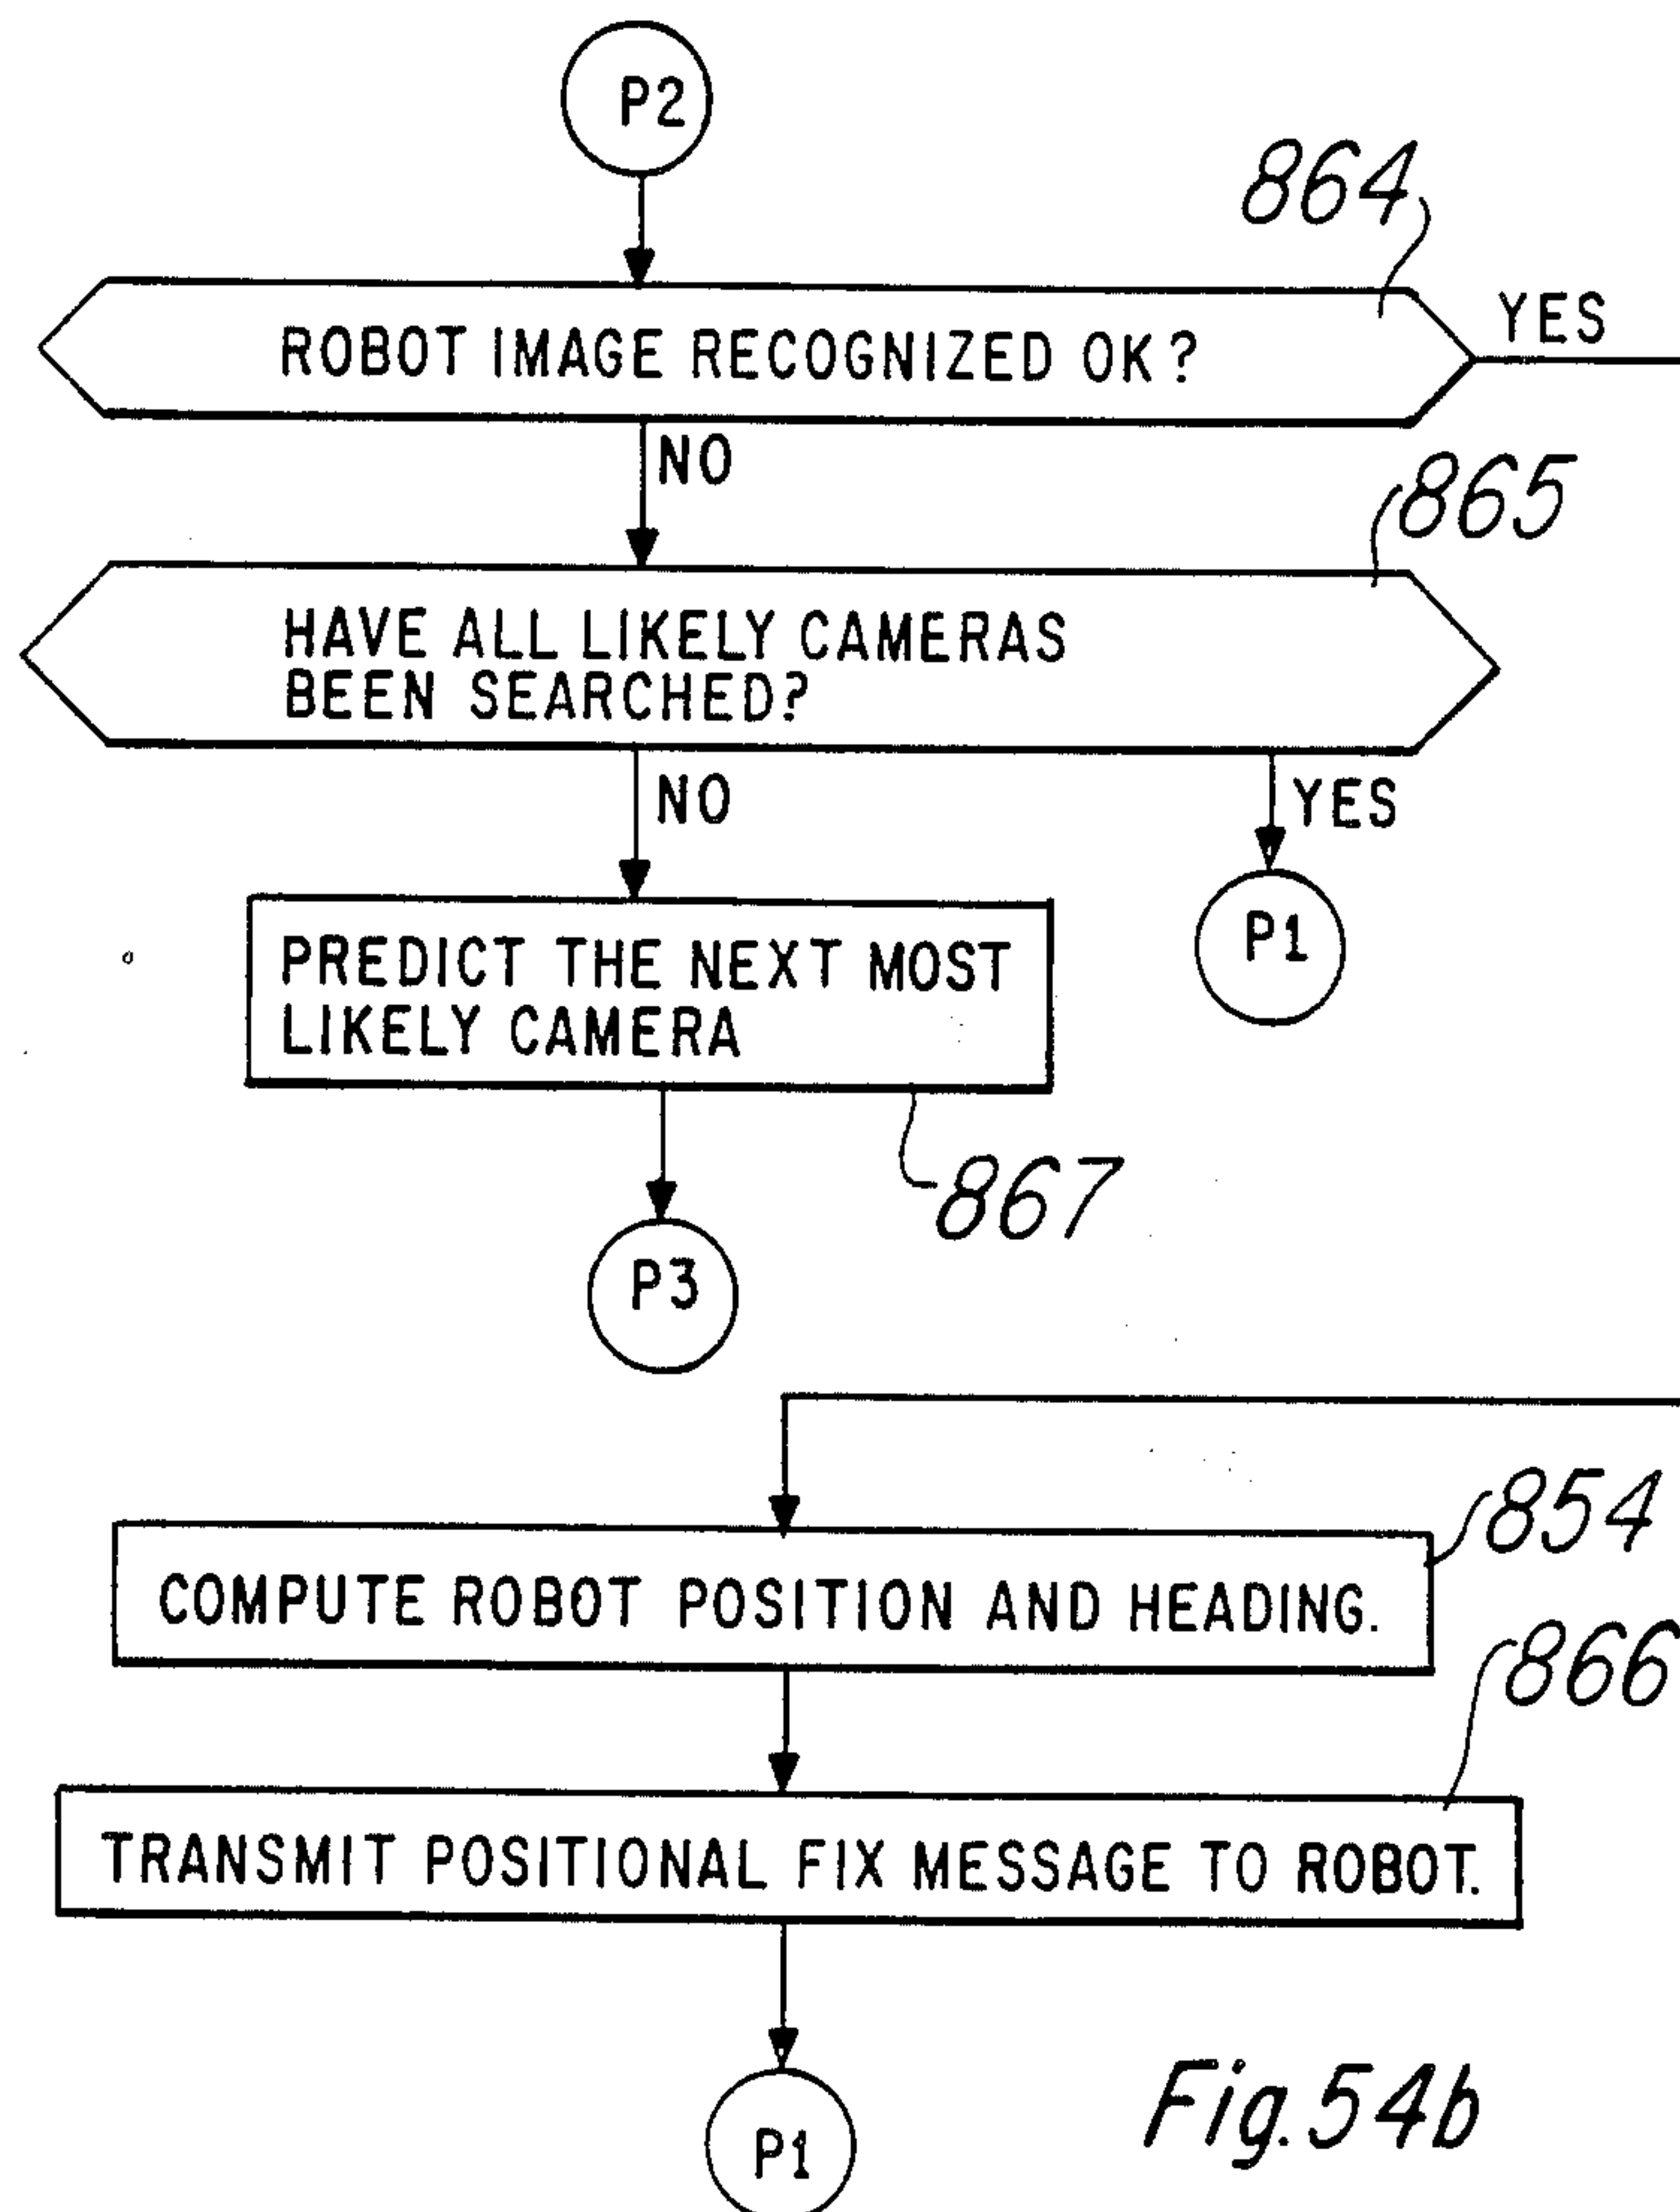 P2
864
ROBOT IMAGE RECOGNIZED OK?
YES
NO
865
HAVE ALL LIKELY CAMERAS
BEEN SEARCHED?
NO
YES
PREDICT THE NEXT MOST
LIKELY CAMERA
P1
867
P3
854
COMPUTE ROBOT POSITION AND HEADING.
866
TRANSMIT POSITIONAL FIX MESSAGE TO ROBOT.
P1
Fig. 54b